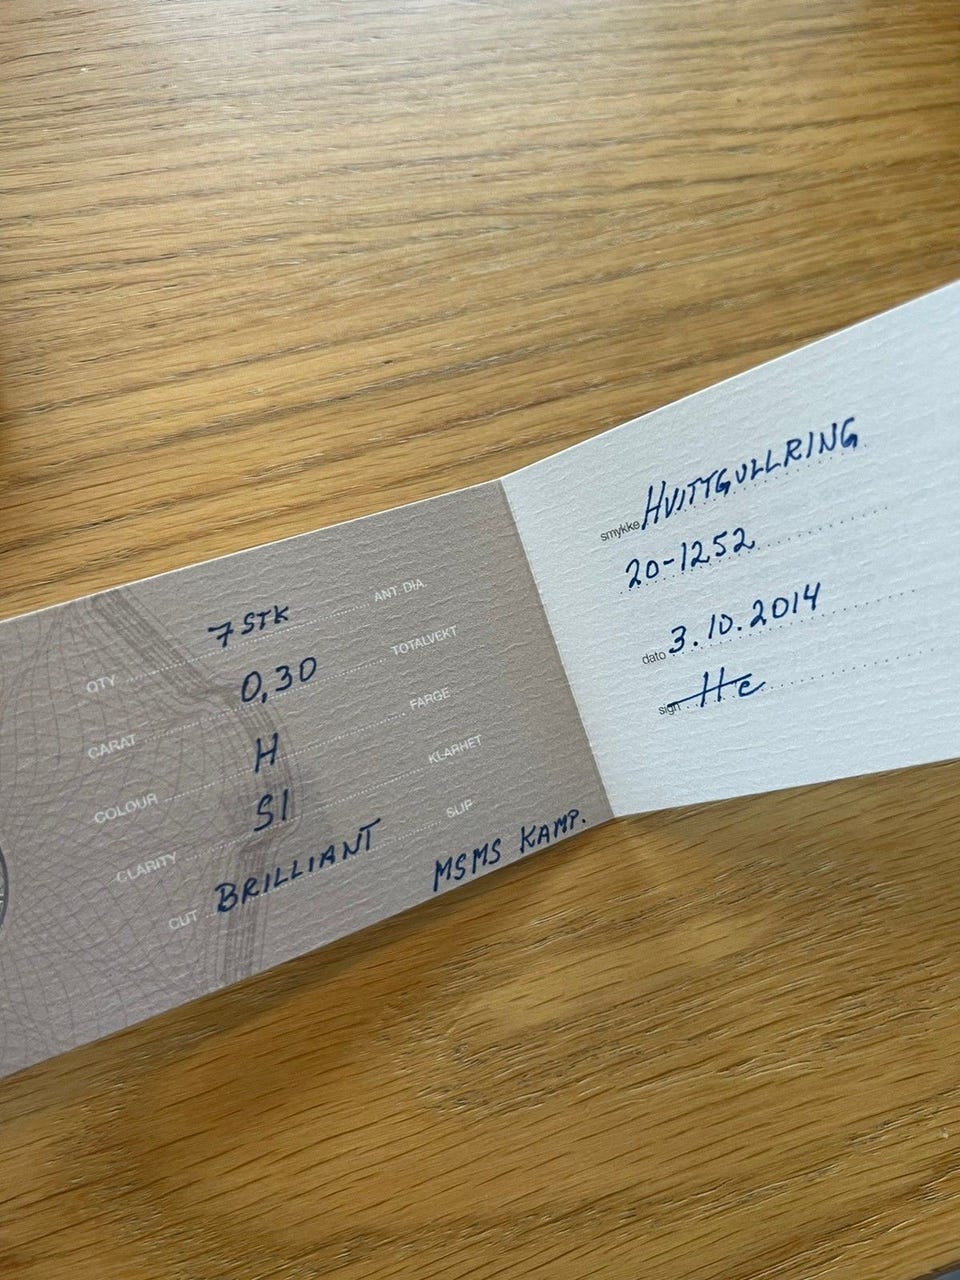 QTY 7 STK ANT. DIA.
CARAT 0,30 TOTALVEKT
COLOUR H FARGE
CLARITY SI KLARHET
CUT BRILLIANT SLIP
MSMS KAMP.
smykke HVITTGULLRING
20-1252
dato 3.10.2014
sign